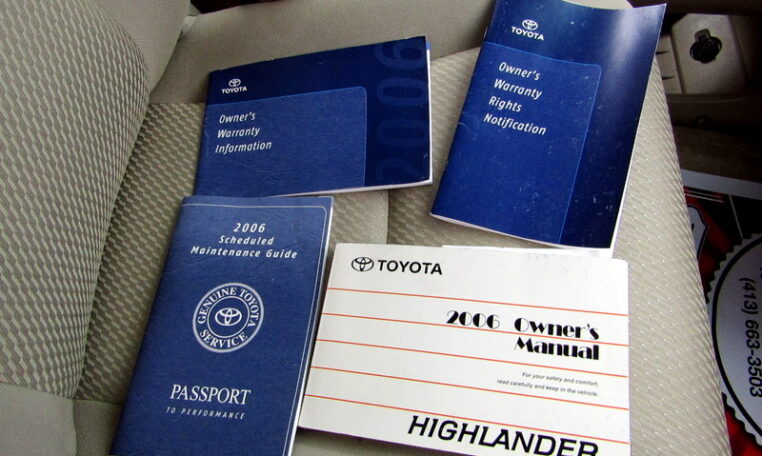 TOYOTA
Owner's
Warranty
Information
2006
TOYOTA
Owner's
Warranty
Rights
Notification
2006
Scheduled
Maintenance Guide
GENUINE TOYOTA
SERVICE
PASSPORT
TO PERFORMANCE
TOYOTA
2006 Owner's
Manual
For your safety and comfort,
read carefully and keep in the vehicle.
HIGHLANDER
(413) 663-3503